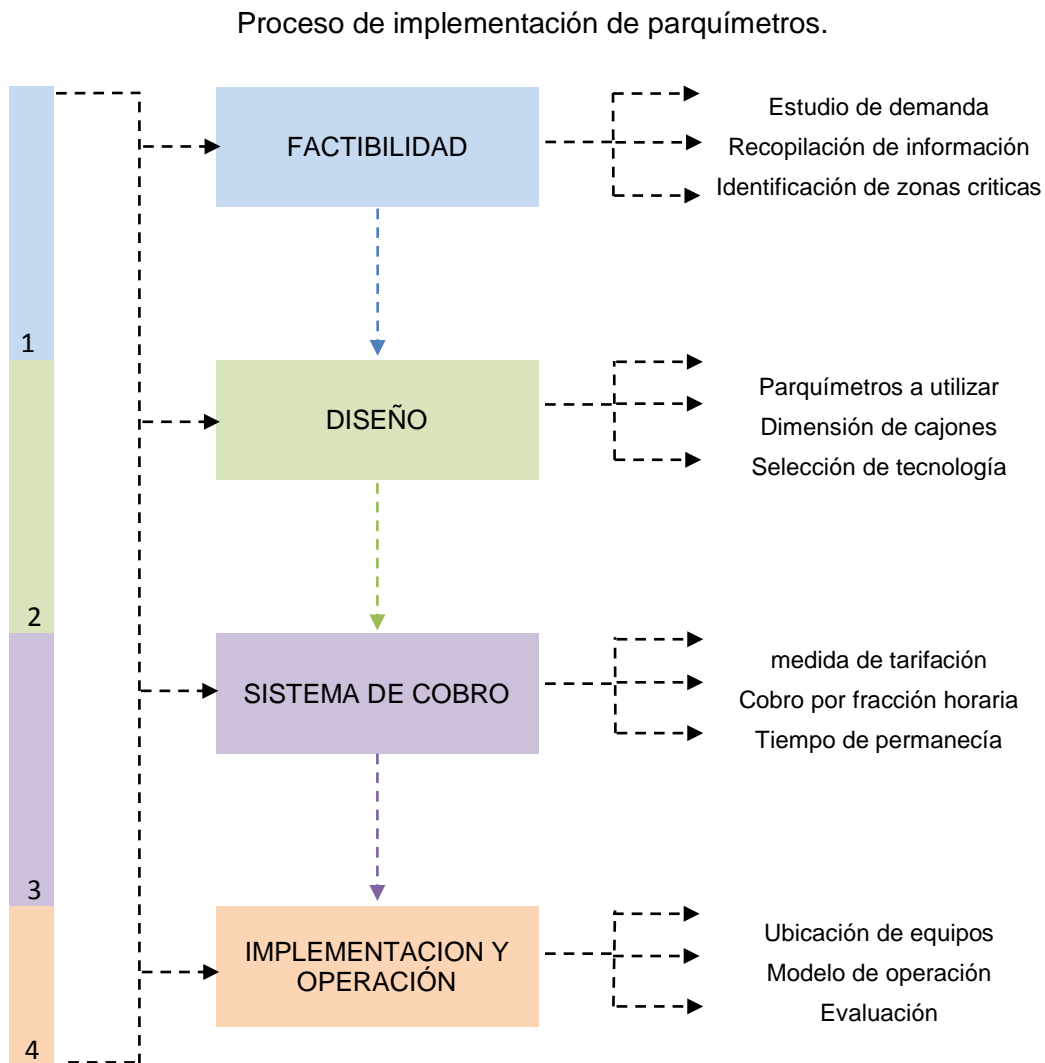 Proceso de implementación de parquímetros.
FACTIBILIDAD
Estudio de demanda
Recopilación de información
Identificación de zonas criticas
1
DISEÑO
Parquímetros a utilizar
Dimensión de cajones
Selección de tecnología
2
SISTEMA DE COBRO
medida de tarifación
Cobro por fracción horaria
Tiempo de permanecía
3
IMPLEMENTACION Y
OPERACIÓN
Ubicación de equipos
Modelo de operación
Evaluación
4